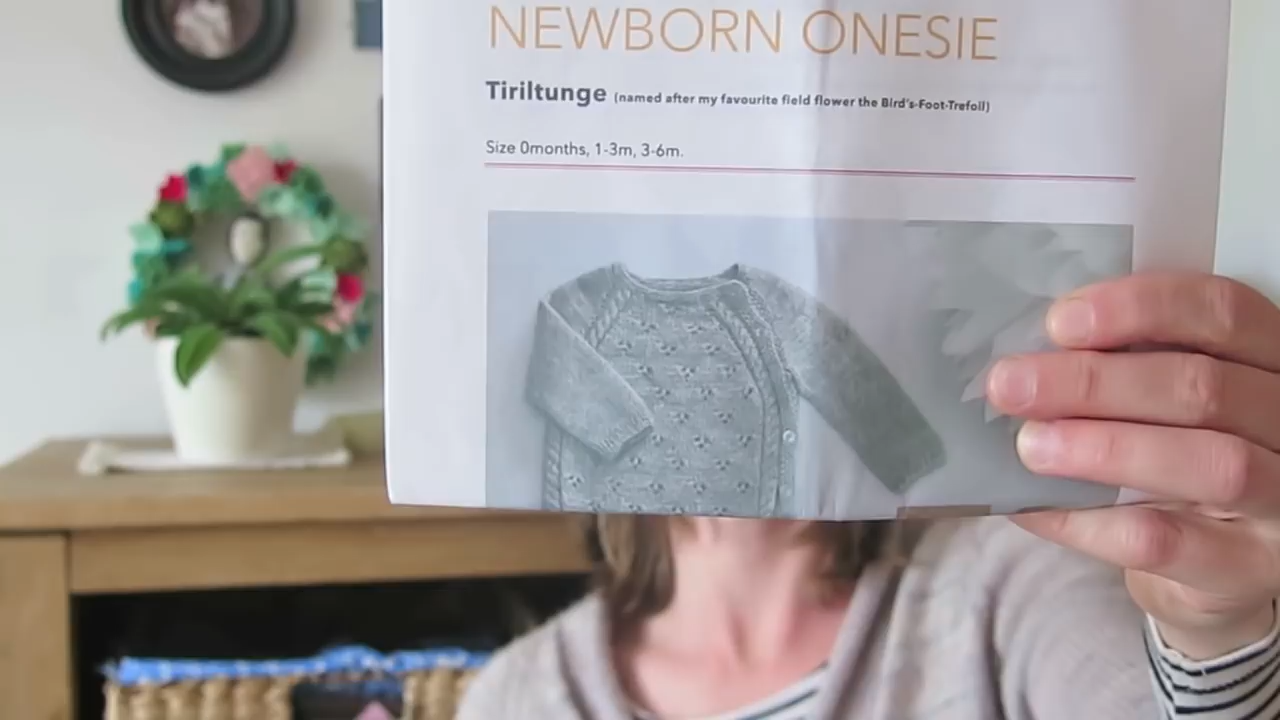 NEWBORN ONESIE
Tiriltunge (named after my favourite field flower the Bird's-Foot-Trefoil)
Size 0months, 1-3m, 3-6m.